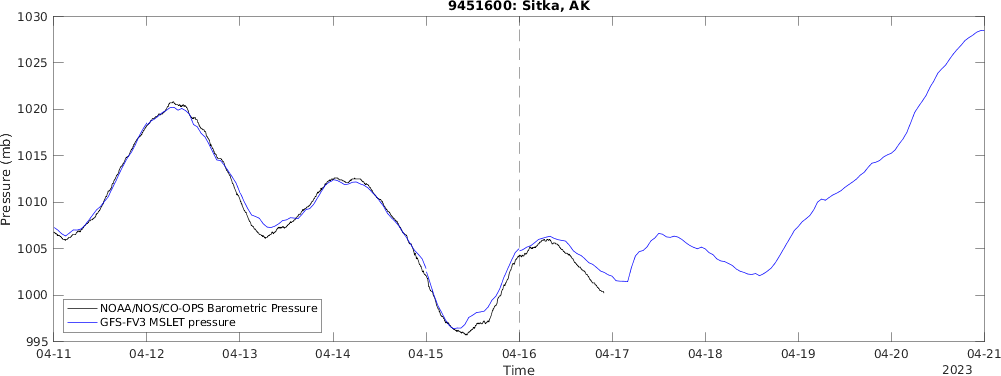 9451600: Sitka, AK
Pressure (mb)
1030
1025
1020
1015
1010
1005
1000
995
NOAA/NOS/CO-OPS Barometric Pressure
GFS-FV3 MSLET pressure
04-11 04-12 04-13 04-14 04-15 04-16 04-17 04-18 04-19 04-20 04-21
Time
2023